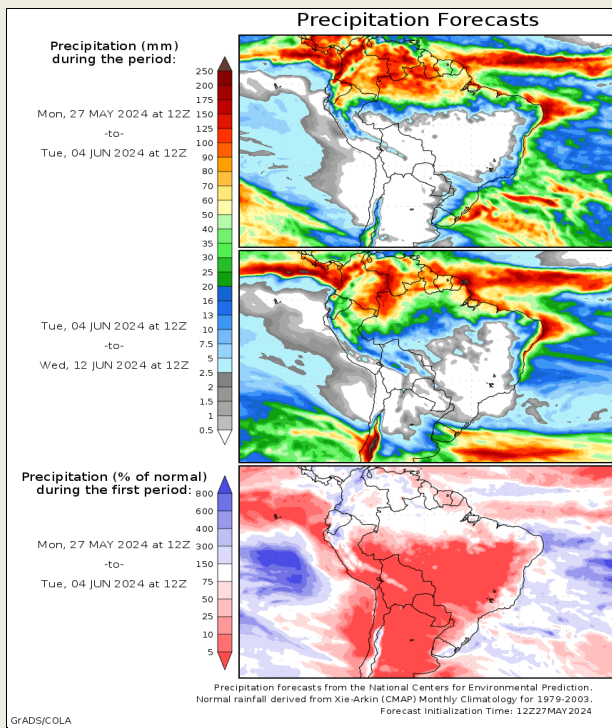 Precipitation Forecasts
Precipitation (mm)
during the period:
Mon, 27 MAY 2024 at 12Z
-to-
Tue, 04 JUN 2024 at 12Z
250
200
175
150
125
100
90
80
70
60
50
40
35
30
25
20
16
13
10
7.5
5
2.5
2
1.5
1
0.5
Tue, 04 JUN 2024 at 12Z
-to-
Wed, 12 JUN 2024 at 12Z
Precipitation (% of normal)
during the first period:
Mon, 27 MAY 2024 at 12Z
-to-
Tue, 04 JUN 2024 at 12Z
800
600
400
300
150
75
50
25
10
5
Precipitation forecasts from the National Centers for Environmental Prediction.
Normal rainfall derived from Xie-Arkin (CMAP) Monthly Climatology for 1979-2003.
Forecast Initialization Time: 12Z27MAY2024
GrADS/COLA